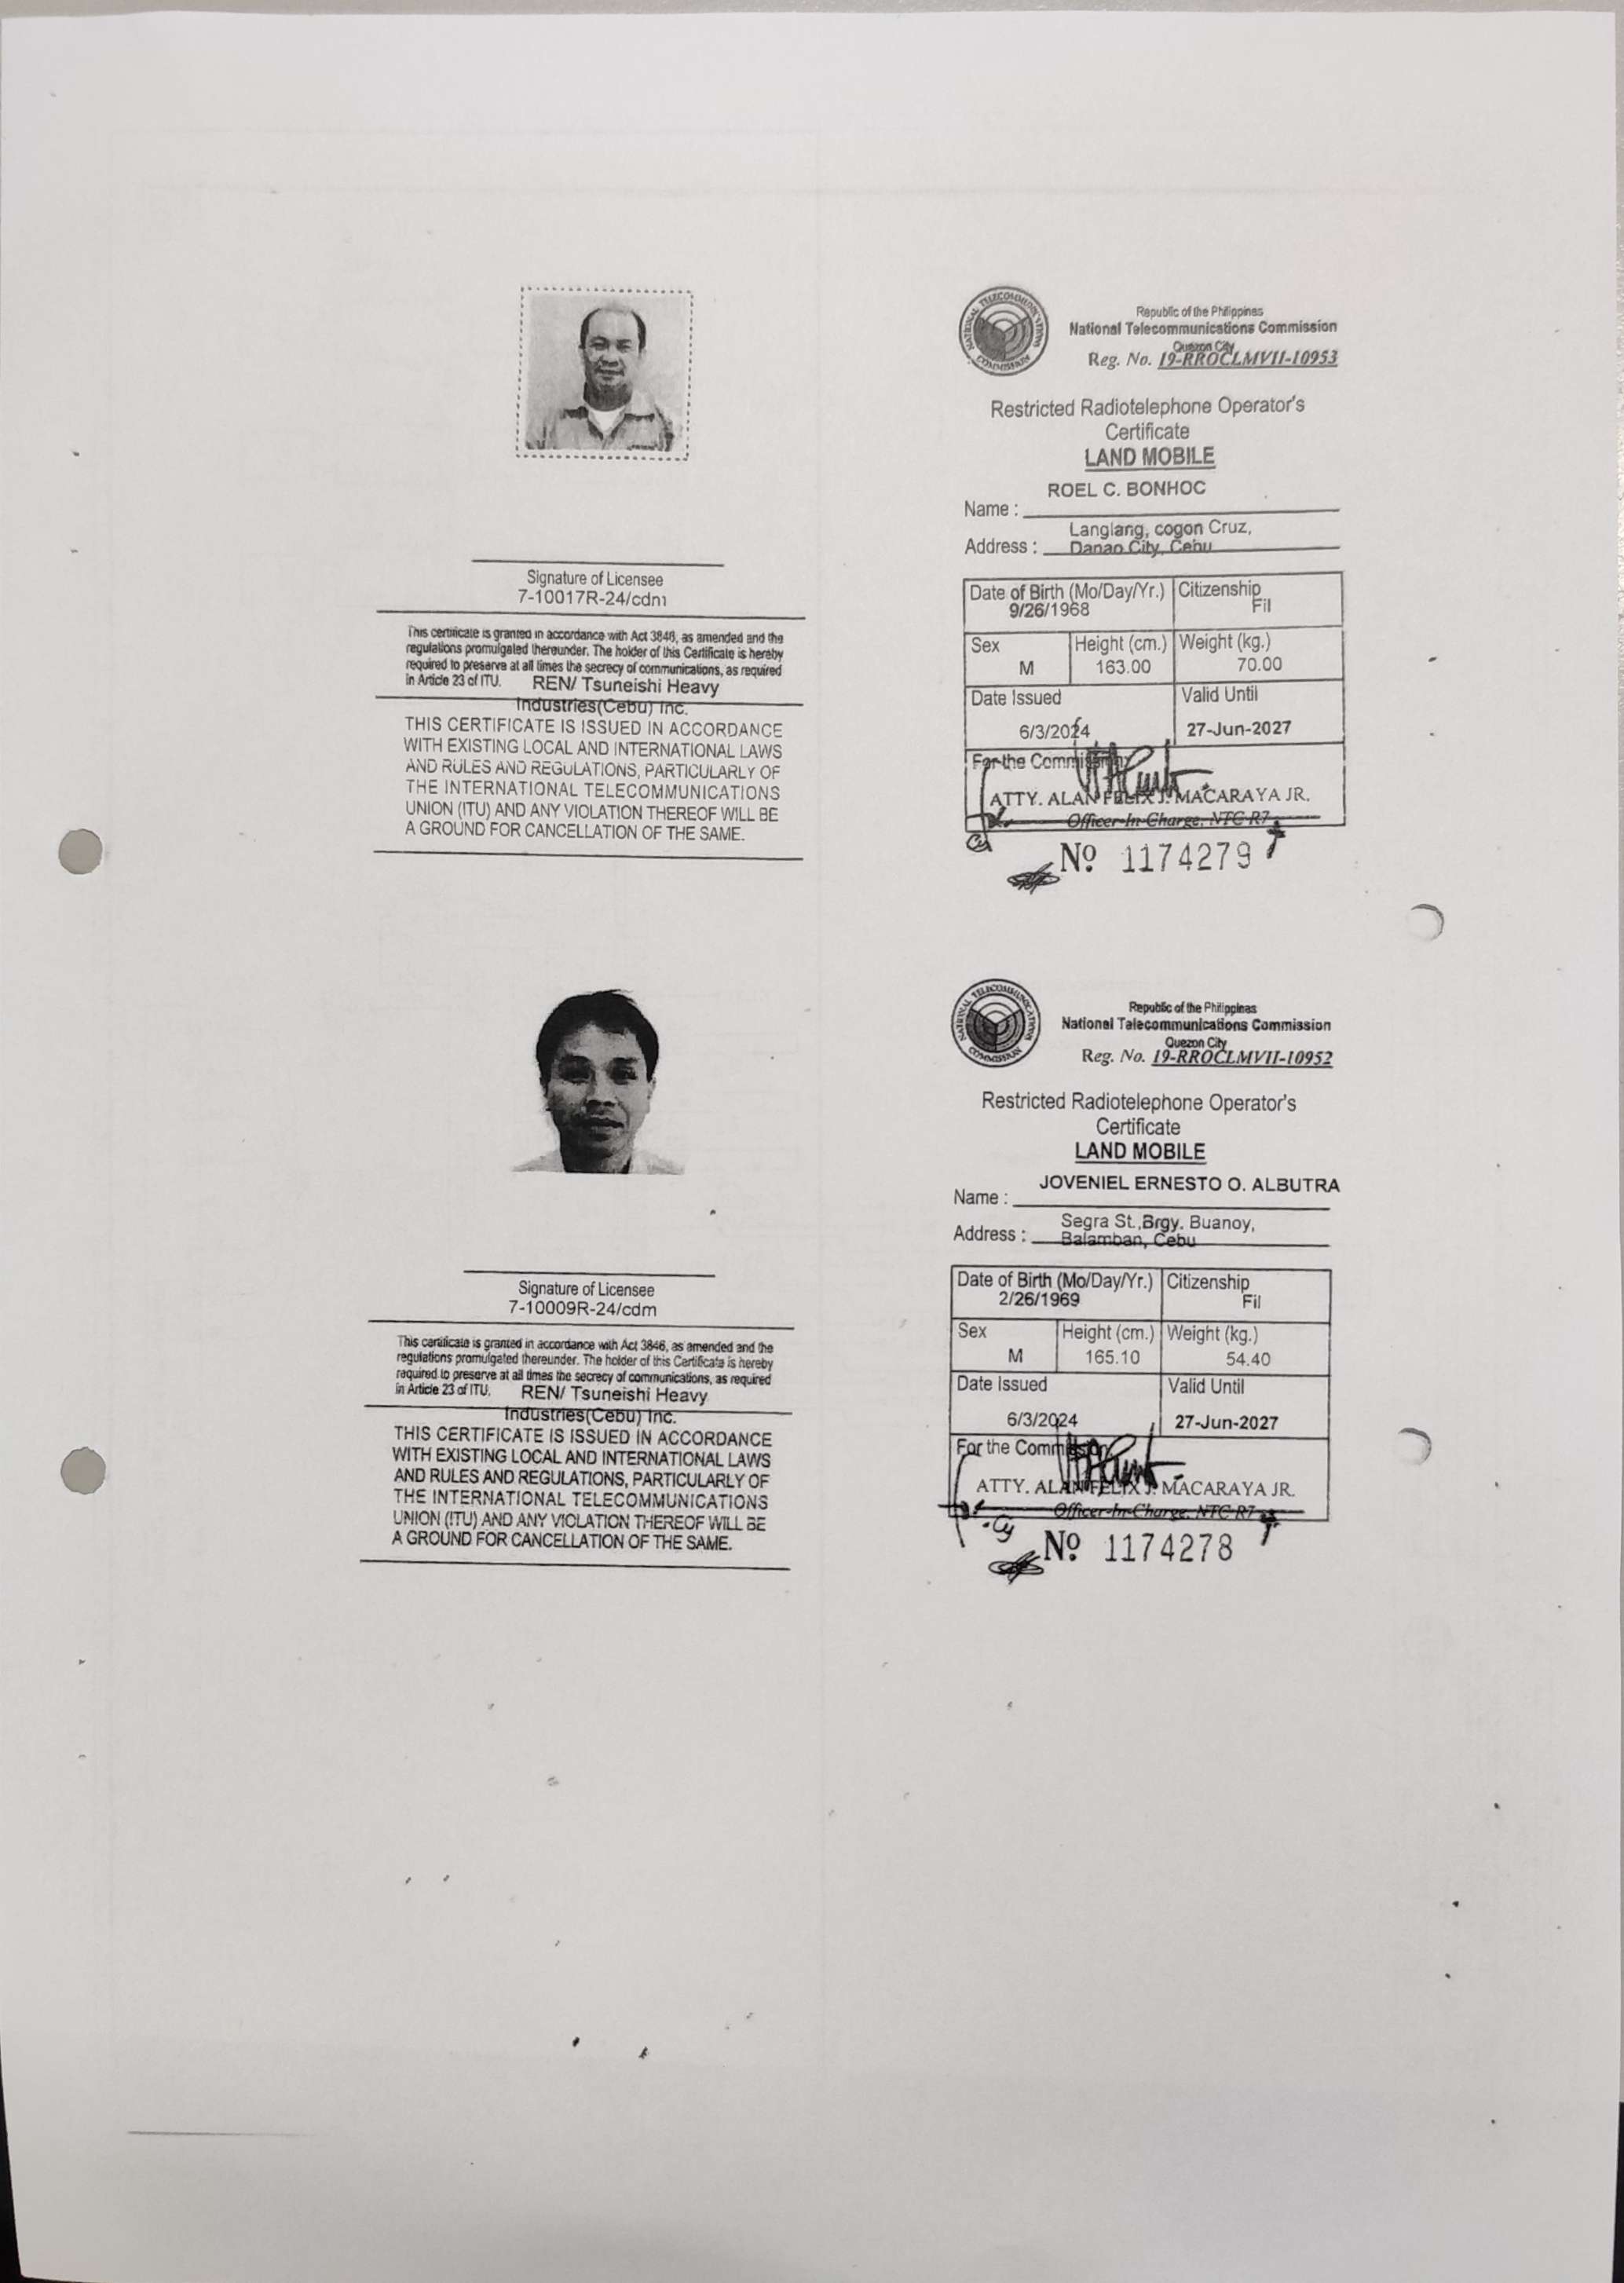 NATIONAL TELECOMMUNICATIONS COMMISSION
Republic of the Philippines
National Telecommunications Commission
Quezon City
Reg. No. 19-RROCLMVII-10953
Restricted Radiotelephone Operator's
Certificate
LAND MOBILE
ROEL C. BONHOC
Name :
Langlang, cogon Cruz,
Address : Danao City, Cebu
Date of Birth (Mo/Day/Yr.) Citizenship
9/26/1968 Fil
Sex Height (cm.) Weight (kg.)
M 163.00 70.00
Date Issued Valid Until
6/3/2024 27-Jun-2027
For the Commission
ATTY. ALAN FELIX J. MACARAYA JR.
Officer-In-Charge, NTC-R7
Nº 1174279
Signature of Licensee
7-10017R-24/cdm
This certificate is granted in accordance with Act 3846, as amended and the
regulations promulgated thereunder. The holder of this Certificate is hereby
required to preserve at all times the secrecy of communications, as required
in Article 23 of ITU. REN/ Tsuneishi Heavy
Industries(Cebu) Inc.
THIS CERTIFICATE IS ISSUED IN ACCORDANCE
WITH EXISTING LOCAL AND INTERNATIONAL LAWS
AND RULES AND REGULATIONS, PARTICULARLY OF
THE INTERNATIONAL TELECOMMUNICATIONS
UNION (ITU) AND ANY VIOLATION THEREOF WILL BE
A GROUND FOR CANCELLATION OF THE SAME.
NATIONAL TELECOMMUNICATIONS COMMISSION
Republic of the Philippines
National Telecommunications Commission
Quezon City
Reg. No. 19-RROCLMVII-10952
Restricted Radiotelephone Operator's
Certificate
LAND MOBILE
JOVENIEL ERNESTO O. ALBUTRA
Name :
Segra St.,Brgy. Buanoy,
Address : Balamban, Cebu
Date of Birth (Mo/Day/Yr.) Citizenship
2/26/1969 Fil
Sex Height (cm.) Weight (kg.)
M 165.10 54.40
Date Issued Valid Until
6/3/2024 27-Jun-2027
For the Commission
ATTY. ALAN FELIX J. MACARAYA JR.
Officer-In-Charge, NTC-R7
Nº 1174278
Signature of Licensee
7-10009R-24/cdm
This certificate is granted in accordance with Act 3846, as amended and the
regulations promulgated thereunder. The holder of this Certificate is hereby
required to preserve at all times the secrecy of communications, as required
in Article 23 of ITU. REN/ Tsuneishi Heavy
Industries(Cebu) Inc.
THIS CERTIFICATE IS ISSUED IN ACCORDANCE
WITH EXISTING LOCAL AND INTERNATIONAL LAWS
AND RULES AND REGULATIONS, PARTICULARLY OF
THE INTERNATIONAL TELECOMMUNICATIONS
UNION (ITU) AND ANY VIOLATION THEREOF WILL BE
A GROUND FOR CANCELLATION OF THE SAME.